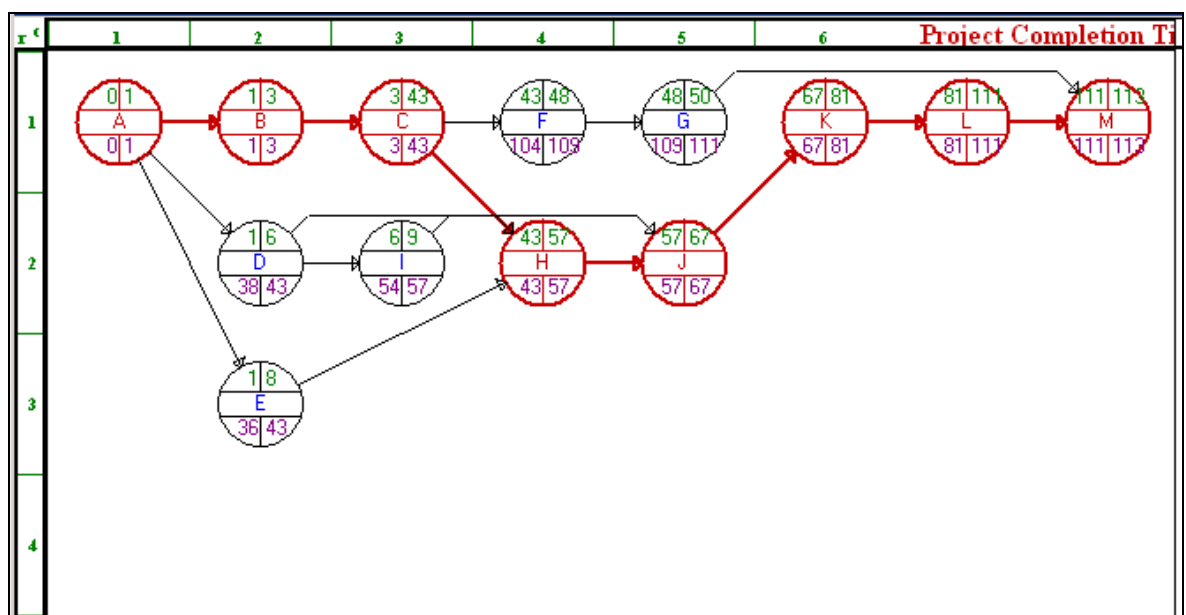 r c 1 2 3 4 5 6 Project Completion Ti
1
0 1 1 3 3 43 43 48 48 50 67 81 81 111 111 113
A B C F G K L M
0 1 1 3 3 43 104 109 109 111 67 81 81 111 111 113
2
1 6 6 9 43 57 57 67
D I H J
38 43 54 57 43 57 57 67
3
1 8
E
36 43
4